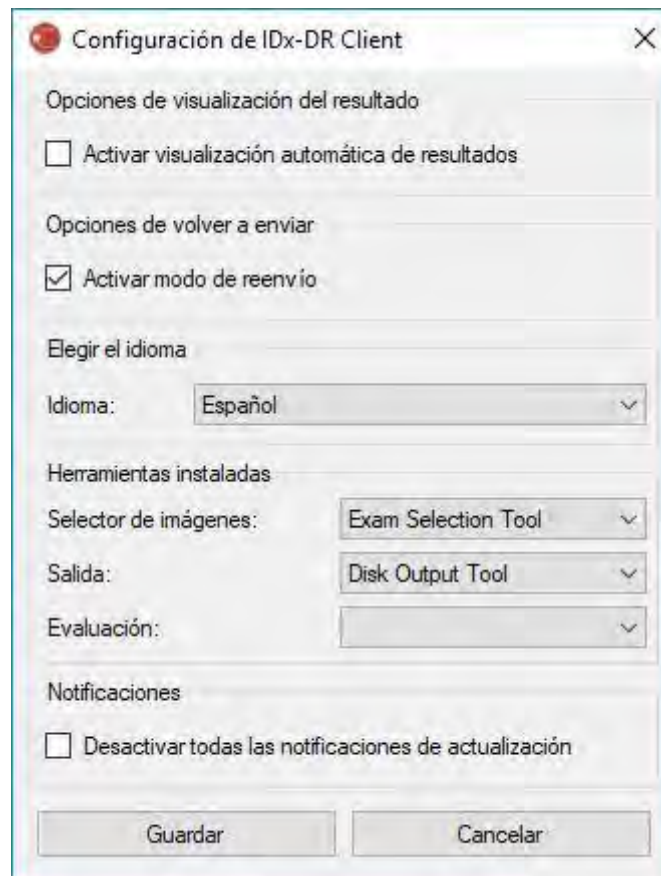 Configuración de IDx-DR Client
Opciones de visualización del resultado
Activar visualización automática de resultados
Opciones de volver a enviar
Activar modo de reenvío
Elegir el idioma
Idioma: Español
Herramientas instaladas
Selector de imágenes: Exam Selection Tool
Salida: Disk Output Tool
Evaluación:
Notificaciones
Desactivar todas las notificaciones de actualización
Guardar Cancelar